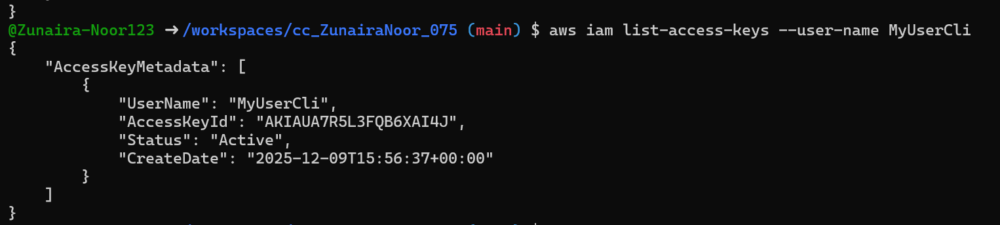 }
@Zunaira-Noor123 ➜ /workspaces/cc_ZunairaNoor_075 (main) $ aws iam list-access-keys --user-name MyUserCli
{
    "AccessKeyMetadata": [
        {
            "UserName": "MyUserCli",
            "AccessKeyId": "AKIAUA7R5L3FQB6XAI4J",
            "Status": "Active",
            "CreateDate": "2025-12-09T15:56:37+00:00"
        }
    ]
}